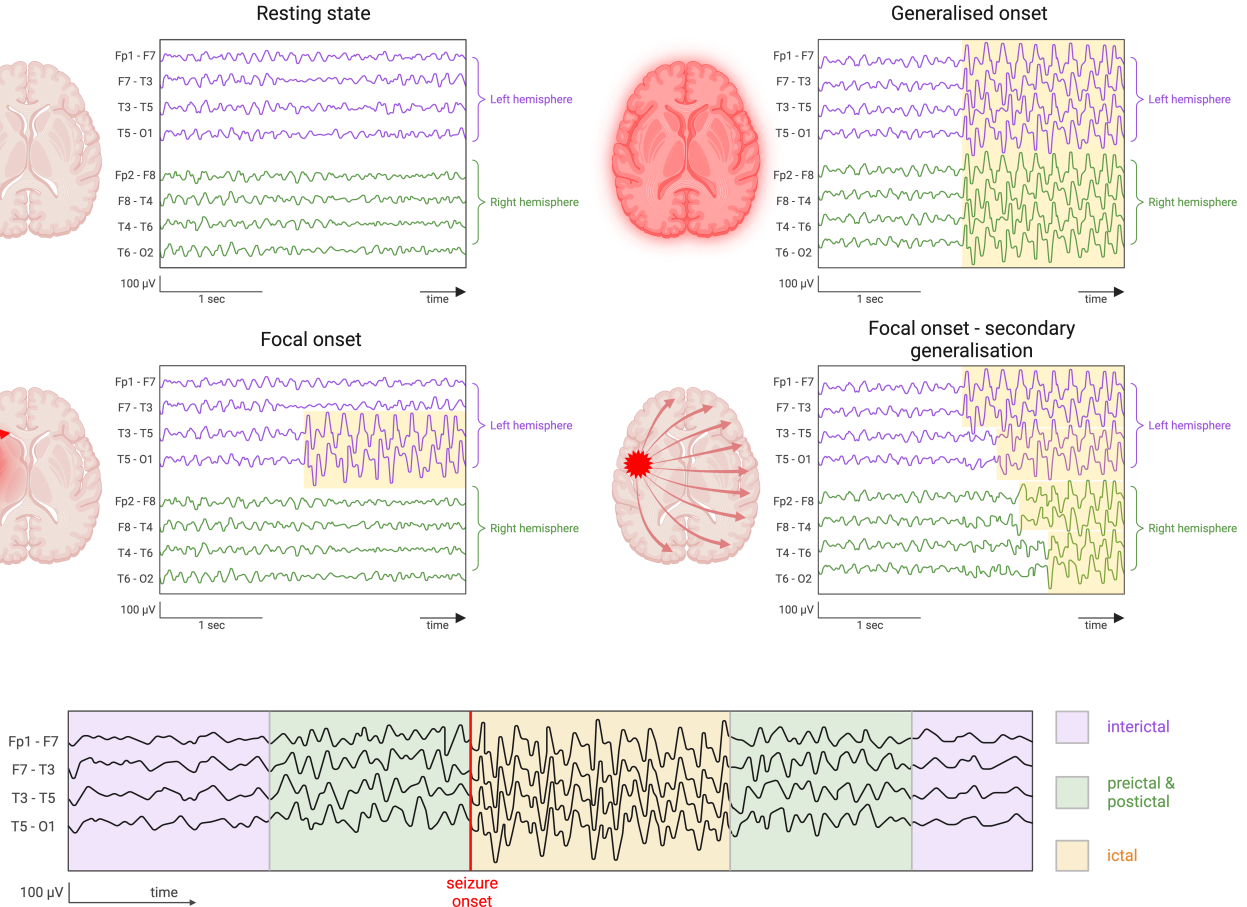 Resting state
Fp1 - F7
F7 - T3
T3 - T5
T5 - O1
Left hemisphere
Fp2 - F8
F8 - T4
T4 - T6
T6 - O2
Right hemisphere
100 µV
1 sec
time
Generalised onset
Fp1 - F7
F7 - T3
T3 - T5
T5 - O1
Left hemisphere
Fp2 - F8
F8 - T4
T4 - T6
T6 - O2
Right hemisphere
100 µV
1 sec
time
Focal onset
Fp1 - F7
F7 - T3
T3 - T5
T5 - O1
Left hemisphere
Fp2 - F8
F8 - T4
T4 - T6
T6 - O2
Right hemisphere
100 µV
1 sec
time
Focal onset - secondary
generalisation
Fp1 - F7
F7 - T3
T3 - T5
T5 - O1
Left hemisphere
Fp2 - F8
F8 - T4
T4 - T6
T6 - O2
Right hemisphere
100 µV
1 sec
time
Fp1 - F7
F7 - T3
T3 - T5
T5 - O1
100 µV
time
seizure
onset
interictal
preictal &
postictal
ictal